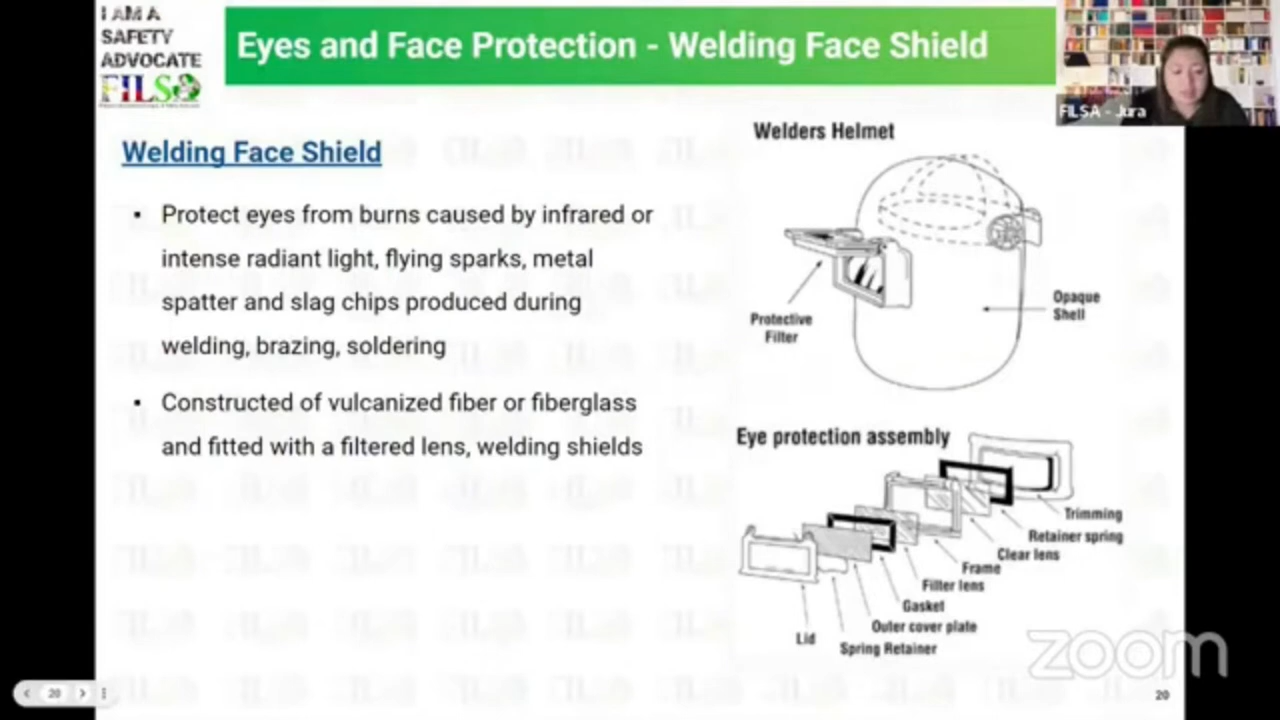 I AM A
SAFETY
ADVOCATE
FILSA
Eyes and Face Protection - Welding Face Shield
FILSA - Jura
Welding Face Shield
▪ Protect eyes from burns caused by infrared or
intense radiant light, flying sparks, metal
spatter and slag chips produced during
welding, brazing, soldering
▪ Constructed of vulcanized fiber or fiberglass
and fitted with a filtered lens, welding shields
Welders Helmet
Protective
Filter
Opaque
Shell
Eye protection assembly
Trimming
Retainer spring
Clear lens
Frame
Filter lens
Gasket
Outer cover plate
Spring Retainer
Lid
zoom
20
20